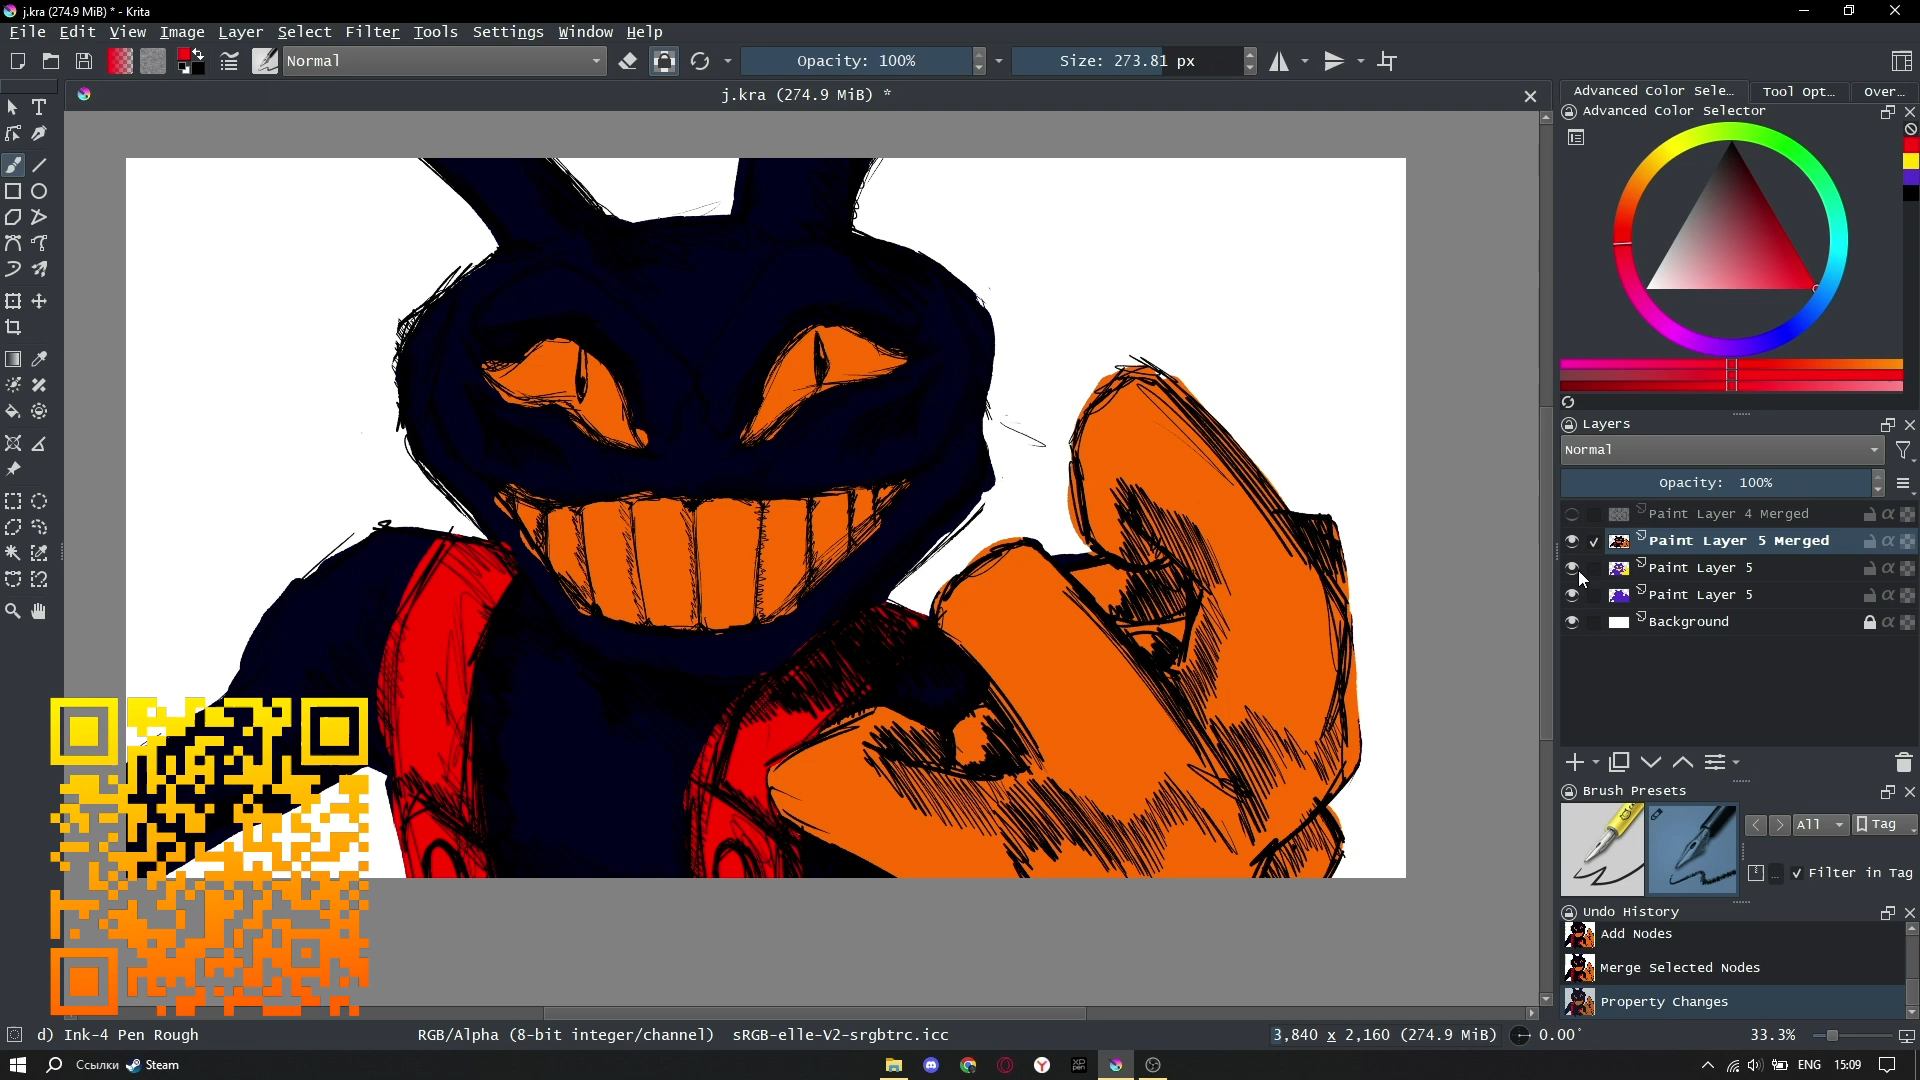 j.kra (274.9 MiB) * - Krita
File Edit View Image Layer Select Filter Tools Settings Window Help
Normal
Opacity: 100%
Size: 273.81 px
j.kra (274.9 MiB) *
Advanced Color Sele... Tool Opt... Over...
Advanced Color Selector
Layers
Normal
Opacity: 100%
Paint Layer 4 Merged
Paint Layer 5 Merged
Paint Layer 5
Paint Layer 5
Background
Brush Presets
All
Tag
... Filter in Tag
Undo History
Add Nodes
Merge Selected Nodes
Property Changes
d) Ink-4 Pen Rough
RGB/Alpha (8-bit integer/channel) sRGB-elle-V2-srgbtrc.icc
3,840 x 2,160 (274.9 MiB)
0.00°
33.3%
Ссылки
Steam
ENG
15:09